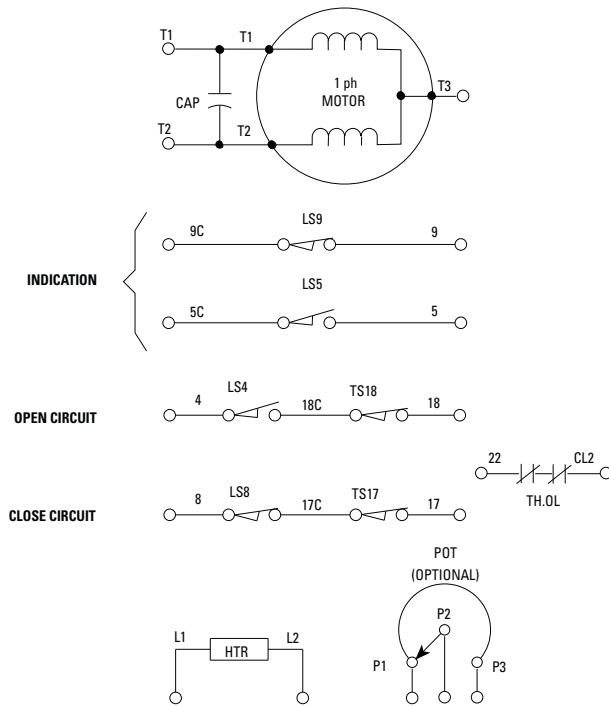 T1 T1
1 ph
MOTOR
T3
CAP
T2 T2
INDICATION
9C LS9 9
5C LS5 5
OPEN CIRCUIT
4 LS4 18C TS18 18
CLOSE CIRCUIT
8 LS8 17C TS17 17
22 CL2
TH.OL
POT
(OPTIONAL)
P2
P1 P3
L1 HTR L2